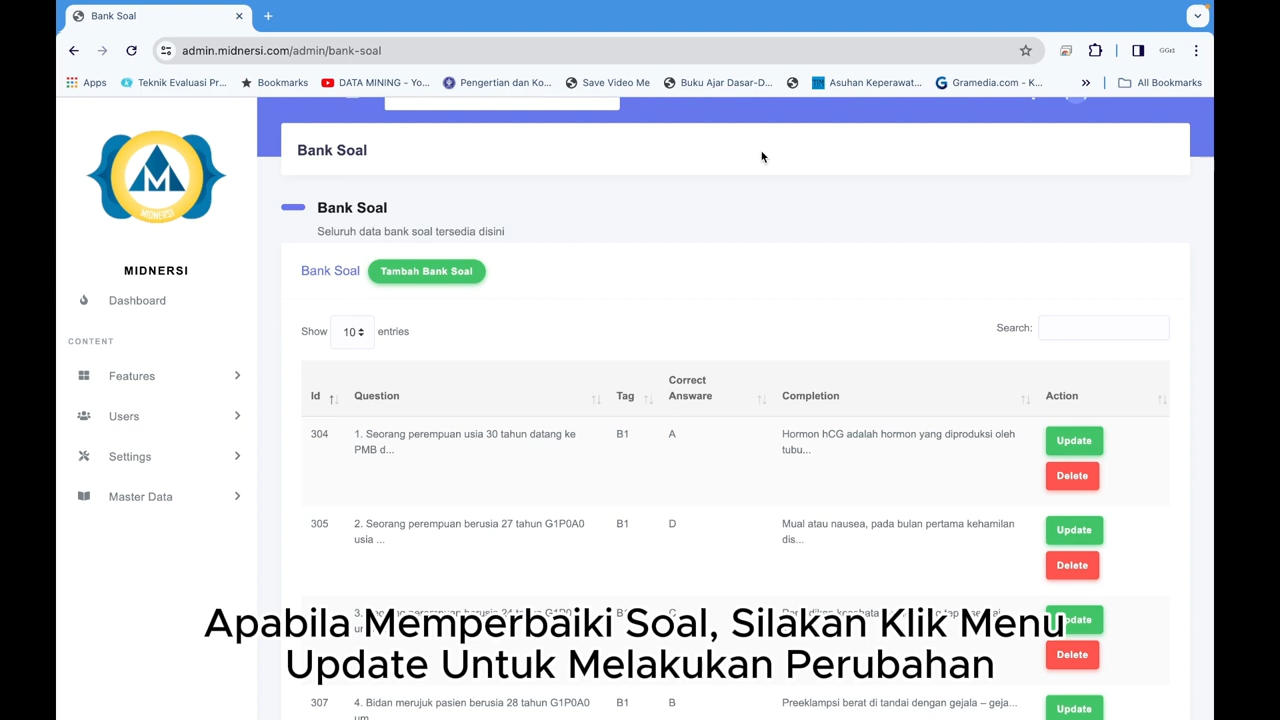 Bank Soal
admin.midnersi.com/admin/bank-soal
GGr1
Apps Teknik Evaluasi Pr... Bookmarks DATA MINING – Yo... Pengertian dan Ko... Save Video Me Buku Ajar Dasar-D... Asuhan Keperawat... Gramedia.com - K... » All Bookmarks
MIDNERSI
MIDNERSI
Dashboard
CONTENT
Features
Users
Settings
Master Data
Bank Soal
Bank Soal
Seluruh data bank soal tersedia disini
Bank Soal Tambah Bank Soal
Show 10 entries Search:
Id Question Tag Correct Answare Completion Action
304 1. Seorang perempuan usia 30 tahun datang ke PMB d... B1 A Hormon hCG adalah hormon yang diproduksi oleh tubu... Update
Delete
305 2. Seorang perempuan berusia 27 tahun G1P0A0 usia ... B1 D Mual atau nausea, pada bulan pertama kehamilan dis... Update
Delete
Delete
Apabila Memperbaiki Soal, Silakan Klik Menu
Update Untuk Melakukan Perubahan
307 4. Bidan merujuk pasien berusia 28 tahun G1P0A0 um... B1 B Preeklampsi berat di tandai dengan gejala – geja... Update